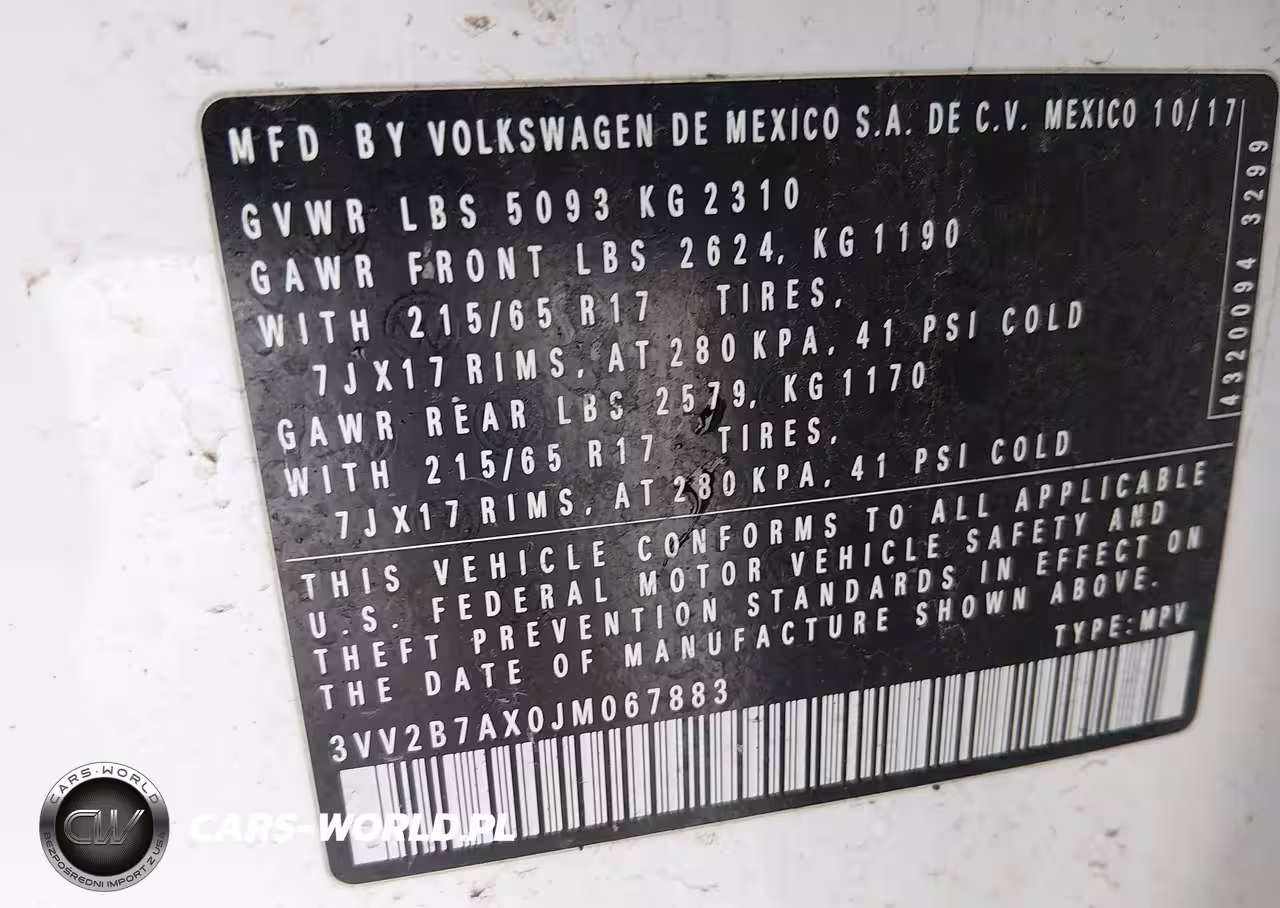 MFD BY VOLKSWAGEN DE MEXICO S.A. DE C.V. MEXICO 10/17
GVWR LBS 5093 KG 2310
GAWR FRONT LBS 2624, KG 1190
WITH 215/65 R17 TIRES,
7JX17 RIMS, AT 280 KPA, 41 PSI COLD
GAWR REAR LBS 2579, KG 1170
WITH 215/65 R17 TIRES,
7JX17 RIMS, AT 280 KPA, 41 PSI COLD
4320094 3299
THIS VEHICLE CONFORMS TO ALL APPLICABLE
U.S. FEDERAL MOTOR VEHICLE SAFETY AND
THEFT PREVENTION STANDARDS IN EFFECT ON
THE DATE OF MANUFACTURE SHOWN ABOVE.
TYPE: MPV
3VV2B7AX0JM067883
CARS-WORLD
CW
BEZPOŚREDNI IMPORT Z USA
CARS-WORLD.PL